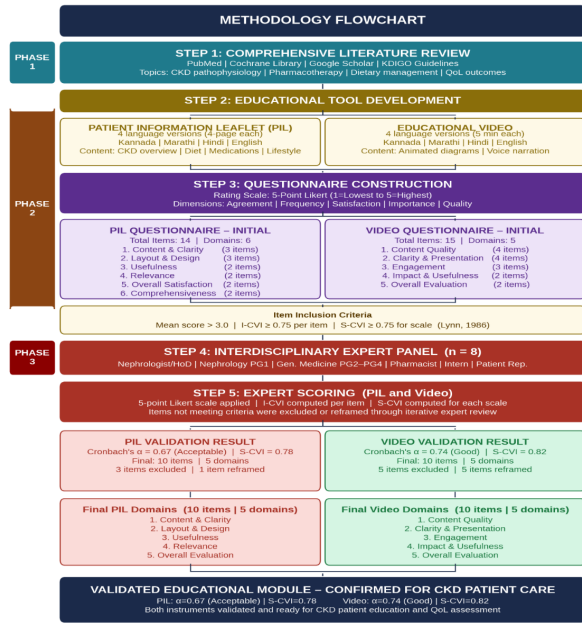 METHODOLOGY FLOWCHART
PHASE
1
STEP 1: COMPREHENSIVE LITERATURE REVIEW
PubMed | Cochrane Library | Google Scholar | KDIGO Guidelines
Topics: CKD pathophysiology | Pharmacotherapy | Dietary management | QoL outcomes
PHASE
2
STEP 2: EDUCATIONAL TOOL DEVELOPMENT
PATIENT INFORMATION LEAFLET (PIL)
4 language versions (4-page each)
Kannada | Marathi | Hindi | English
Content: CKD overview | Diet | Medications | Lifestyle
EDUCATIONAL VIDEO
4 language versions (5 min each)
Kannada | Marathi | Hindi | English
Content: Animated diagrams | Voice narration
STEP 3: QUESTIONNAIRE CONSTRUCTION
Rating Scale: 5-Point Likert (1=Lowest to 5=Highest)
Dimensions: Agreement | Frequency | Satisfaction | Importance | Quality
PIL QUESTIONNAIRE – INITIAL
Total Items: 14 | Domains: 6
1. Content & Clarity (3 items)
2. Layout & Design (3 items)
3. Usefulness (2 items)
4. Relevance (2 items)
5. Overall Satisfaction (2 items)
6. Comprehensiveness (2 items)
VIDEO QUESTIONNAIRE – INITIAL
Total Items: 15 | Domains: 5
1. Content Quality (4 items)
2. Clarity & Presentation (4 items)
3. Engagement (3 items)
4. Impact & Usefulness (2 items)
5. Overall Evaluation (2 items)
Item Inclusion Criteria
Mean score > 3.0 | I-CVI ≥ 0.75 per item | S-CVI ≥ 0.75 for scale (Lynn, 1986)
PHASE
3
STEP 4: INTERDISCIPLINARY EXPERT PANEL (n = 8)
Nephrologist/HoD | Nephrology PG1 | Gen. Medicine PG2–PG4 | Pharmacist | Intern | Patient Rep.
STEP 5: EXPERT SCORING (PIL and Video)
5-point Likert scale applied | I-CVI computed per item | S-CVI computed for each scale
Items not meeting criteria were excluded or reframed through iterative expert review
PIL VALIDATION RESULT
Cronbach's α = 0.67 (Acceptable) | S-CVI = 0.78
Final: 10 items | 5 domains
3 items excluded | 1 item reframed
VIDEO VALIDATION RESULT
Cronbach's α = 0.74 (Good) | S-CVI = 0.82
Final: 10 items | 5 domains
5 items excluded | 5 items reframed
Final PIL Domains (10 items | 5 domains)
1. Content & Clarity
2. Layout & Design
3. Usefulness
4. Relevance
5. Overall Evaluation
Final Video Domains (10 items | 5 domains)
1. Content Quality
2. Clarity & Presentation
3. Engagement
4. Impact & Usefulness
5. Overall Evaluation
VALIDATED EDUCATIONAL MODULE – CONFIRMED FOR CKD PATIENT CARE
PIL: α=0.67 (Acceptable) | S-CVI=0.78 Video: α=0.74 (Good) | S-CVI=0.82
Both instruments validated and ready for CKD patient education and QoL assessment